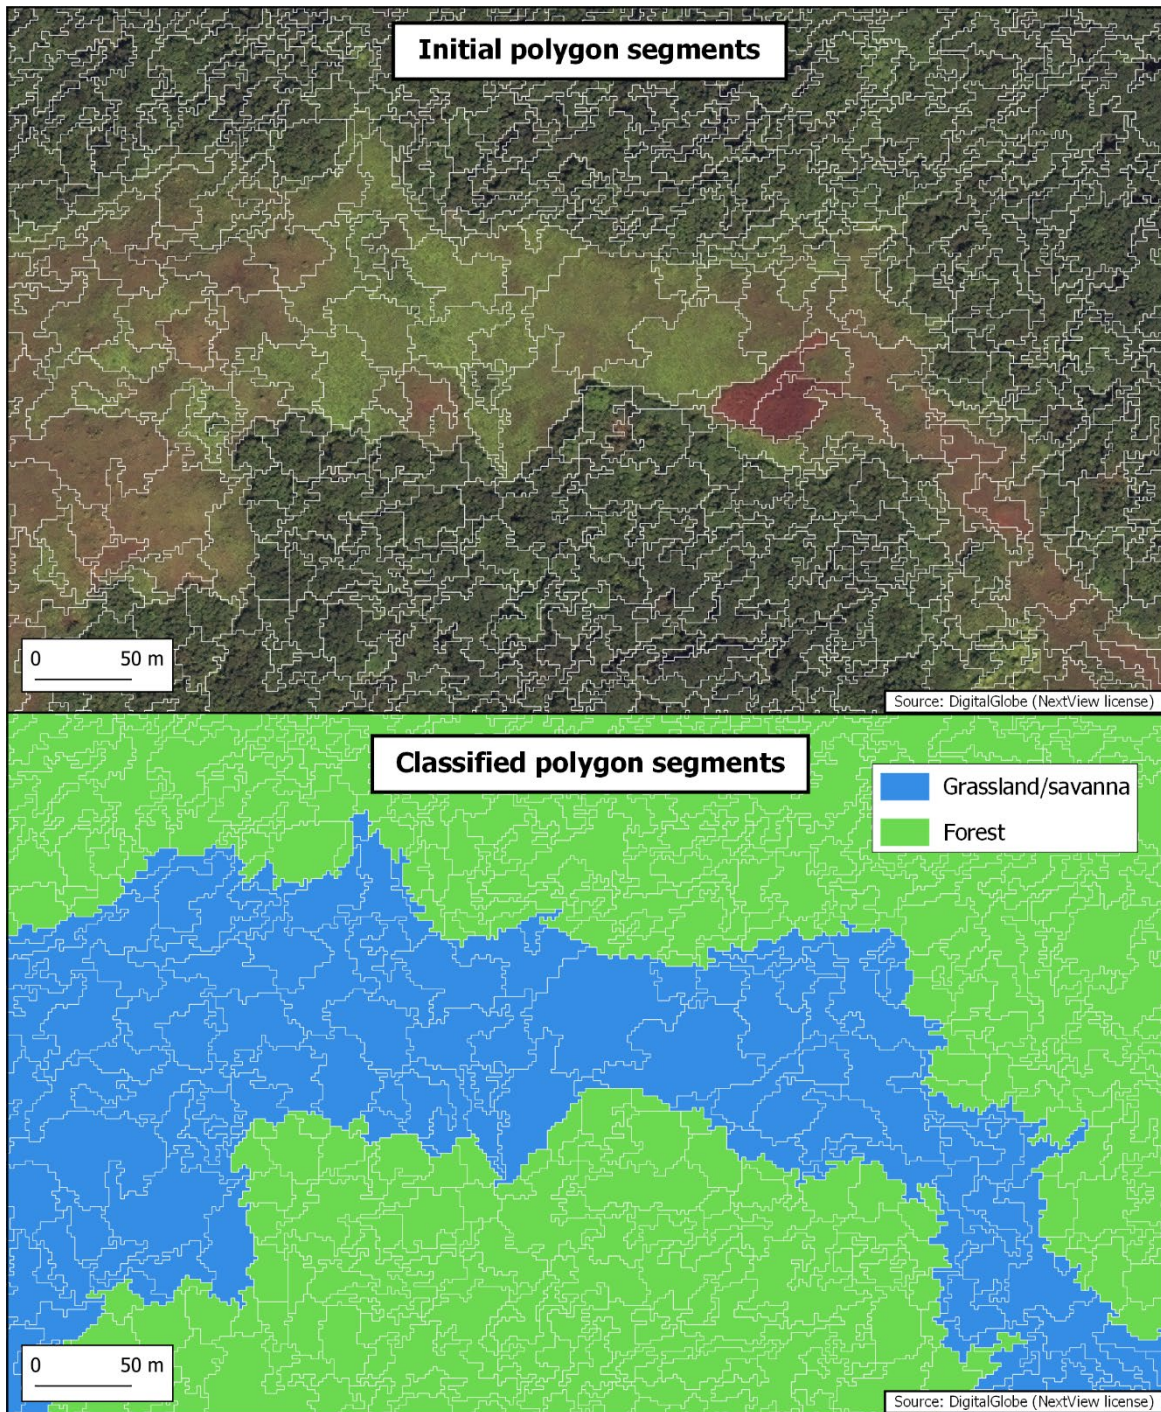 Initial polygon segments
0 50 m
Source: DigitalGlobe (NextView license)
Classified polygon segments
Grassland/savanna
Forest
0 50 m
Source: DigitalGlobe (NextView license)